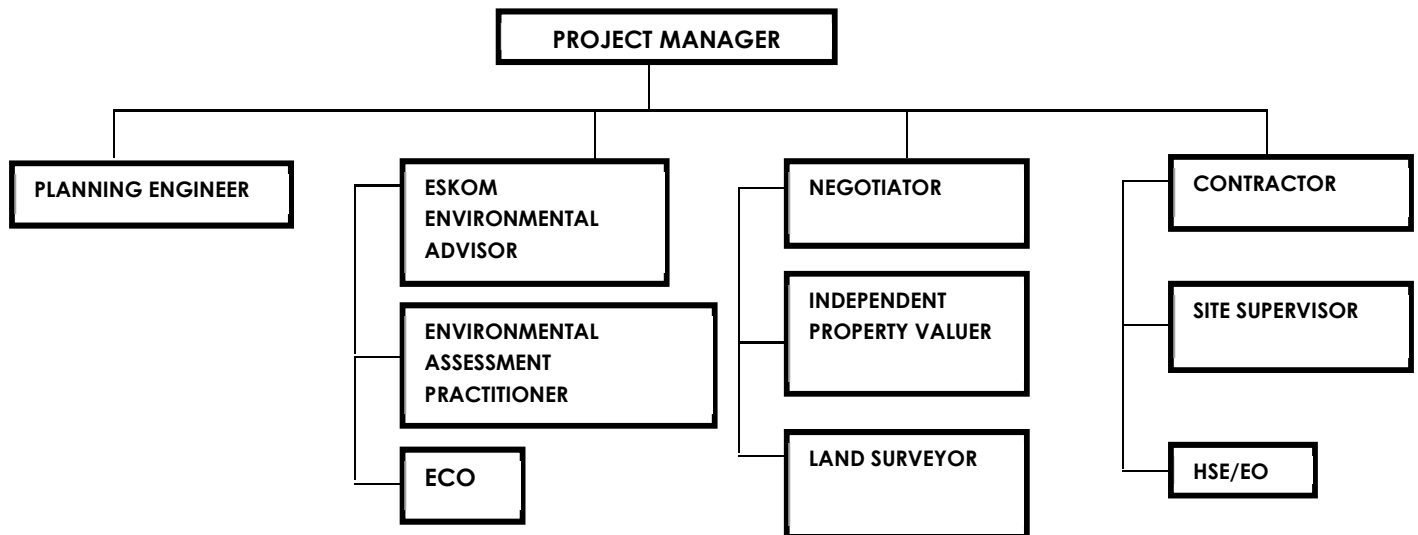 PROJECT MANAGER
PLANNING ENGINEER
ESKOM
ENVIRONMENTAL
ADVISOR
ENVIRONMENTAL
ASSESSMENT
PRACTITIONER
ECO
NEGOTIATOR
INDEPENDENT
PROPERTY VALUER
LAND SURVEYOR
CONTRACTOR
SITE SUPERVISOR
HSE/EO